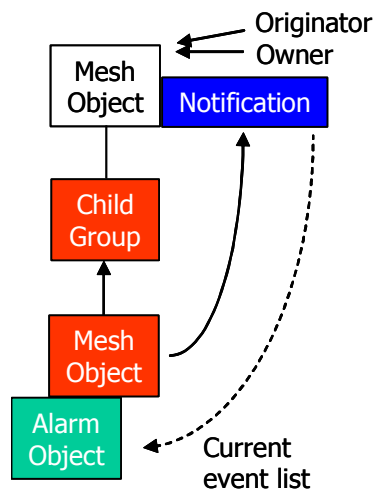 Originator
Owner
Mesh
Object
Notification
Child
Group
Mesh
Object
Alarm
Object
Current
event list